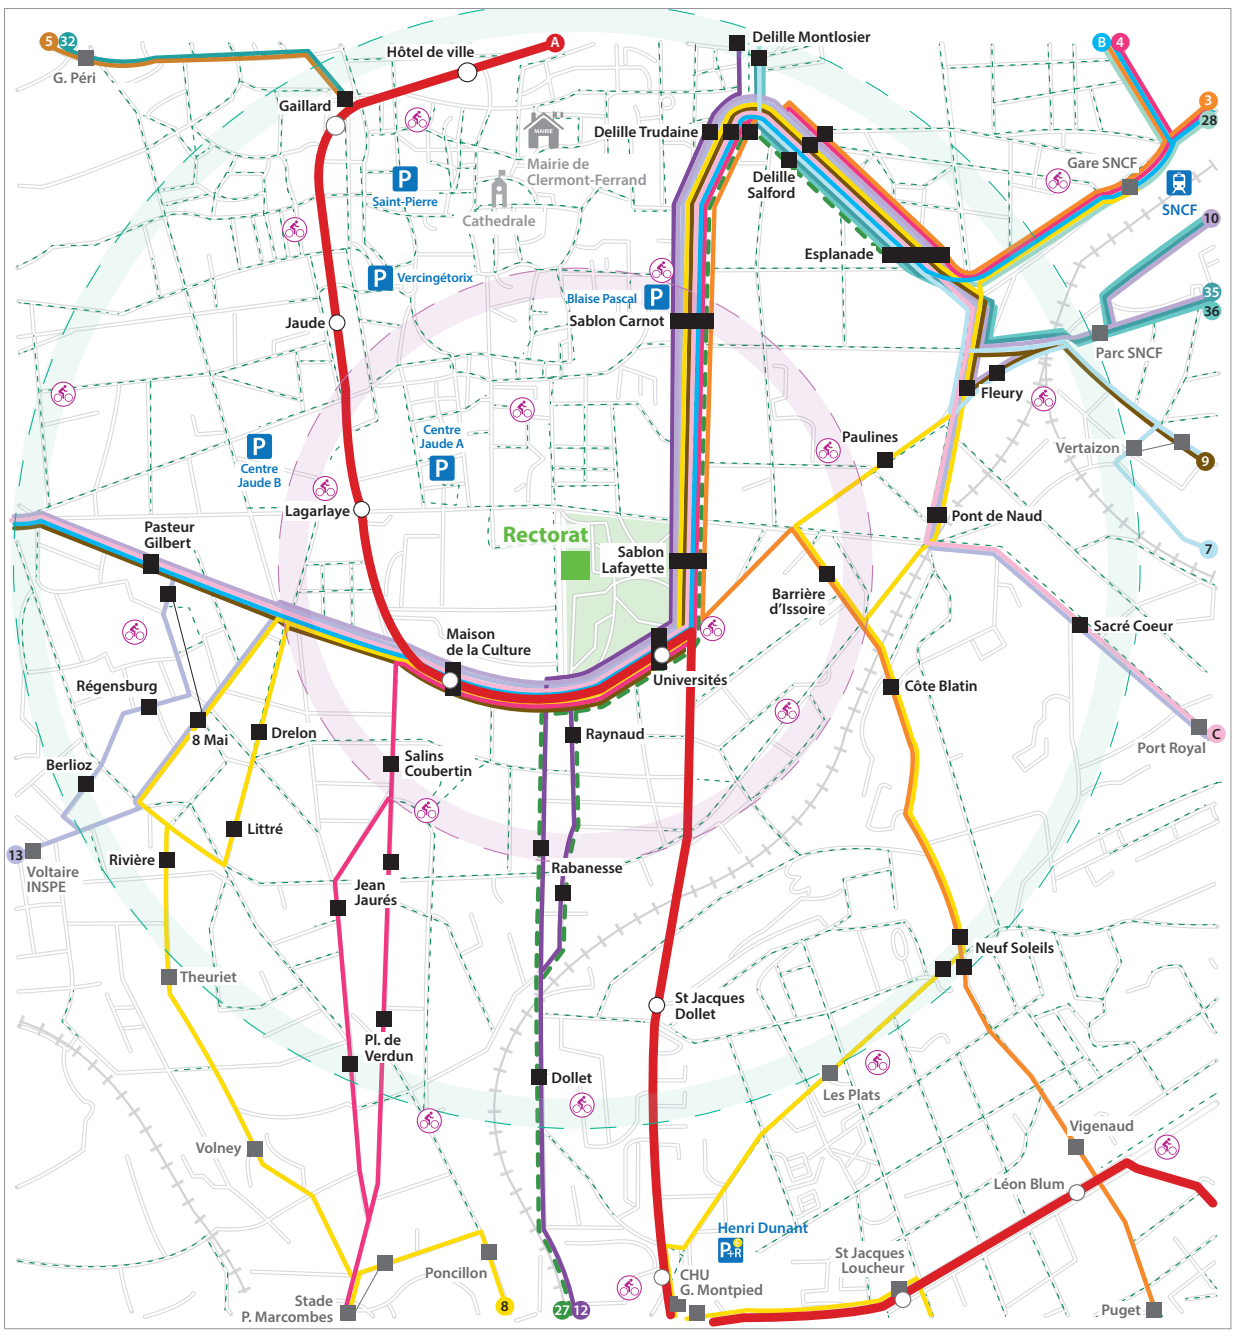 5 32
G. Péri
Hôtel de ville
A
Gaillard
Delille Montlosier
B 4
3
28
Delille Trudaine
MAIRIE
Mairie de
Clermont-Ferrand
Delille
Salford
Gare SNCF
SNCF
P
Saint-Pierre
Cathedrale
10
Esplanade
P
Vercingétorix
Blaise Pascal
P
Jaude
Sablon Carnot
35
36
Parc SNCF
Fleury
Centre
Jaude A
P
P
Centre
Jaude B
Paulines
Vertaizon
9
Lagarlaye
Pasteur
Gilbert
Pont de Naud
Rectorat
Sablon
Lafayette
7
Barrière
d'Issoire
Sacré Coeur
Maison
de la Culture
Universités
Régensburg
Côte Blatin
8 Mai
Drelon
Raynaud
Port Royal
C
Berlioz
Salins
Coubertin
Littré
13
Voltaire
INSPE
Rivière
Rabanesse
Jean
Jaurés
Neuf Soleils
Theuriet
St Jacques
Dollet
Pl. de
Verdun
Dollet
Les Plats
Volney
Vigenaud
Léon Blum
Henri Dunant
P+R
€
St Jacques
Loucheur
Poncillon
CHU
G. Montpied
Stade
P. Marcombes
8
27 12
Puget